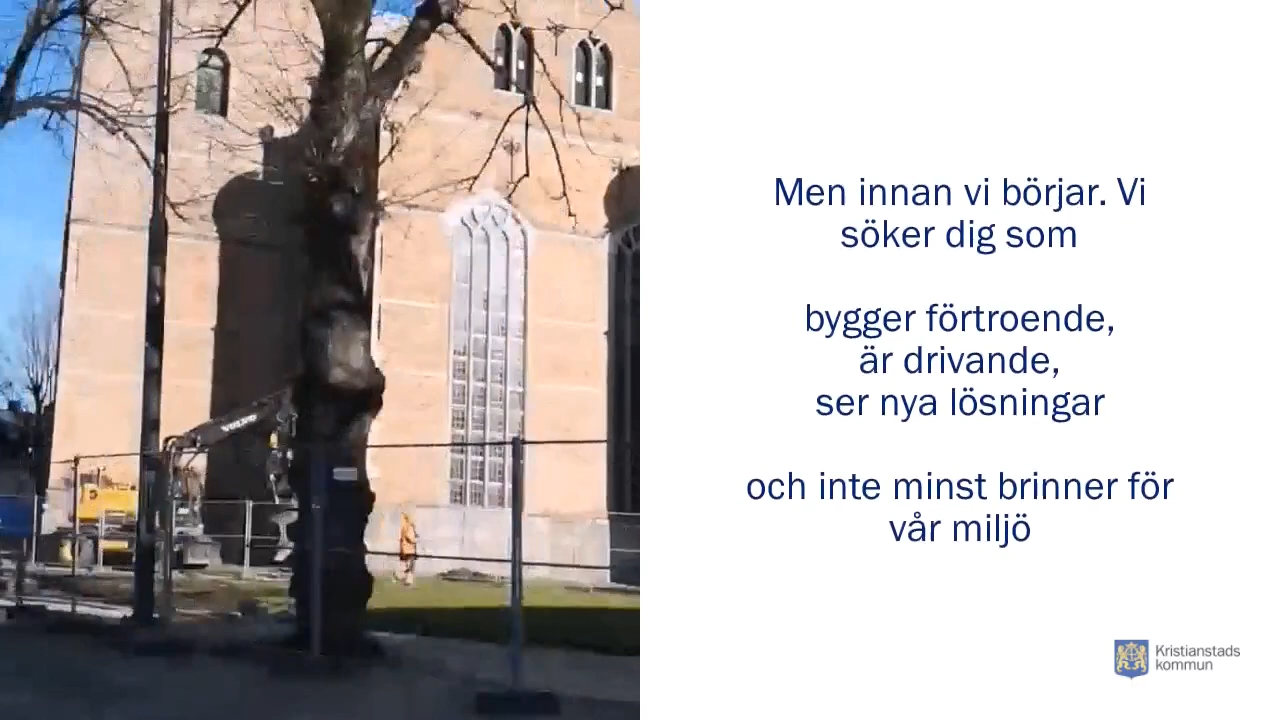 Men innan vi börjar. Vi
söker dig som
bygger förtroende,
är drivande,
ser nya lösningar
och inte minst brinner för
vår miljö
VOLVO
Kristianstads
kommun